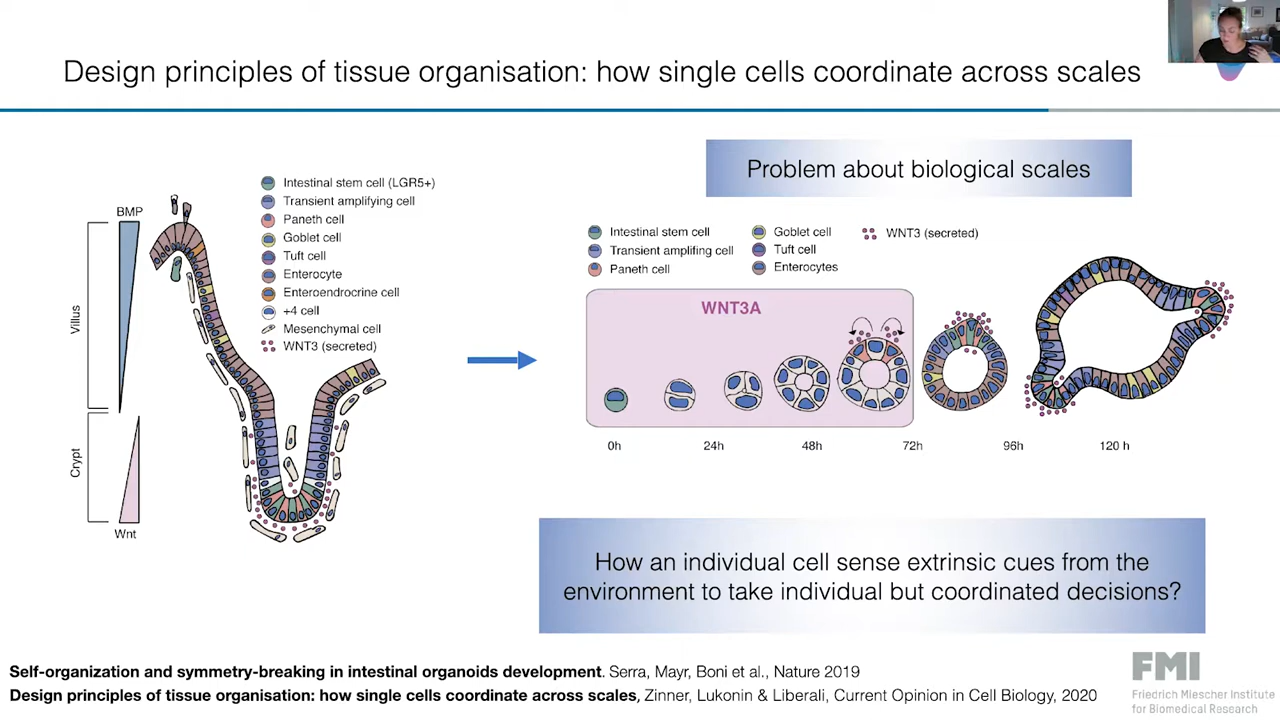 Design principles of tissue organisation: how single cells coordinate across scales
Problem about biological scales
BMP
Villus
Crypt
Wnt
Intestinal stem cell (LGR5+)
Transient amplifying cell
Paneth cell
Goblet cell
Tuft cell
Enterocyte
Enteroendocrine cell
+4 cell
Mesenchymal cell
WNT3 (secreted)
Intestinal stem cell
Transient amplifing cell
Paneth cell
Goblet cell
Tuft cell
Enterocytes
WNT3 (secreted)
WNT3A
0h 24h 48h 72h 96h 120 h
How an individual cell sense extrinsic cues from the
environment to take individual but coordinated decisions?
Self-organization and symmetry-breaking in intestinal organoids development. Serra, Mayr, Boni et al., Nature 2019
Design principles of tissue organisation: how single cells coordinate across scales, Zinner, Lukonin & Liberali, Current Opinion in Cell Biology, 2020
FMI
Friedrich Miescher Institute
for Biomedical Research